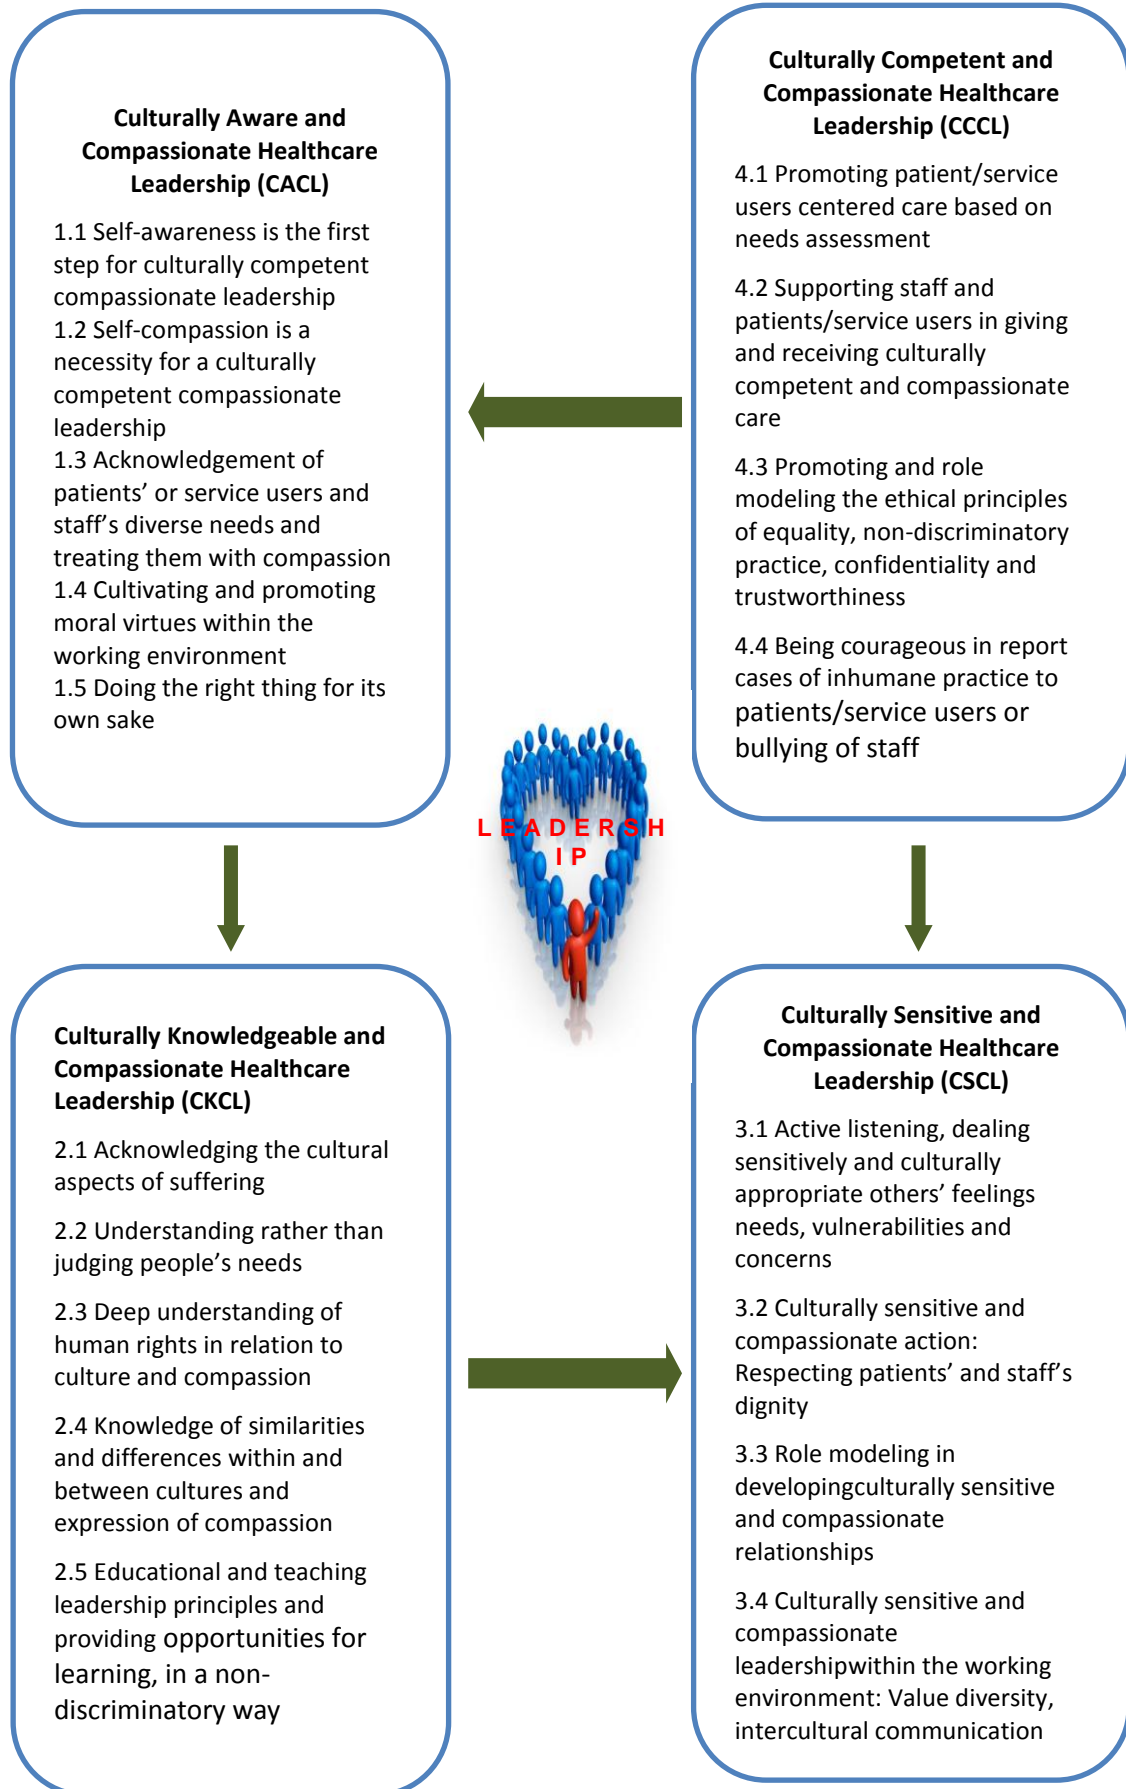 Culturally Aware and
Compassionate Healthcare
Leadership (CACL)
1.1 Self-awareness is the first
step for culturally competent
compassionate leadership
1.2 Self-compassion is a
necessity for a culturally
competent compassionate
leadership
1.3 Acknowledgement of
patients’ or service users and
staff’s diverse needs and
treating them with compassion
1.4 Cultivating and promoting
moral virtues within the
working environment
1.5 Doing the right thing for its
own sake
Culturally Competent and
Compassionate Healthcare
Leadership (CCCL)
4.1 Promoting patient/service
users centered care based on
needs assessment
4.2 Supporting staff and
patients/service users in giving
and receiving culturally
competent and compassionate
care
4.3 Promoting and role
modeling the ethical principles
of equality, non-discriminatory
practice, confidentiality and
trustworthiness
4.4 Being courageous in report
cases of inhumane practice to
patients/service users or
bullying of staff
LEADERSH
IP
Culturally Knowledgeable and
Compassionate Healthcare
Leadership (CKCL)
2.1 Acknowledging the cultural
aspects of suffering
2.2 Understanding rather than
judging people’s needs
2.3 Deep understanding of
human rights in relation to
culture and compassion
2.4 Knowledge of similarities
and differences within and
between cultures and
expression of compassion
2.5 Educational and teaching
leadership principles and
providing opportunities for
learning, in a non-
discriminatory way
Culturally Sensitive and
Compassionate Healthcare
Leadership (CSCL)
3.1 Active listening, dealing
sensitively and culturally
appropriate others’ feelings
needs, vulnerabilities and
concerns
3.2 Culturally sensitive and
compassionate action:
Respecting patients’ and staff’s
dignity
3.3 Role modeling in
developingculturally sensitive
and compassionate
relationships
3.4 Culturally sensitive and
compassionate
leadershipwithin the working
environment: Value diversity,
intercultural communication